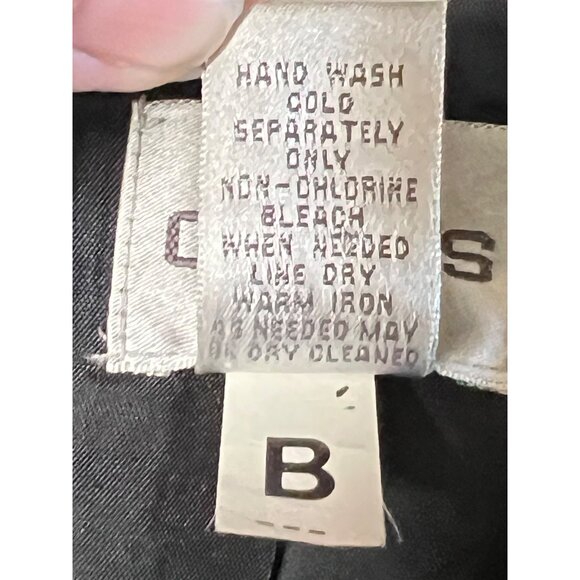 HAND WASH
COLD
SEPARATELY
ONLY
NON-CHLORINE
BLEACH
WHEN NEEDED
LINE DRY
WARM IRON
AS NEEDED MAY
BE DRY CLEANED
S
B